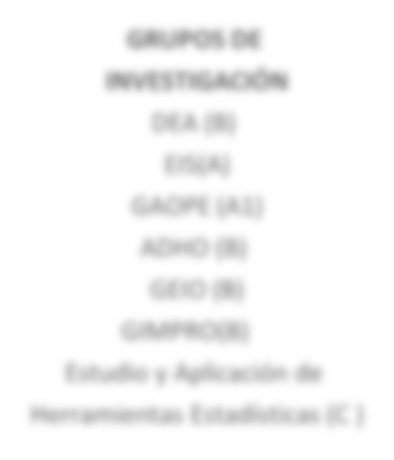 GRUPOS DE
INVESTIGACIÓN
DEA (B)
EIS(A)
GAOPE (A1)
ADHO (B)
GEIO (B)
GIMPRO(B)
Estudio y Aplicación de
Herramientas Estadísticas (C )